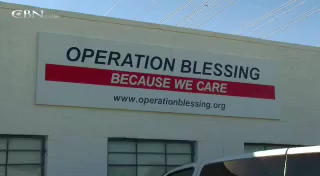 CBN
OPERATION BLESSING
BECAUSE WE CARE
www.operationblessing.org